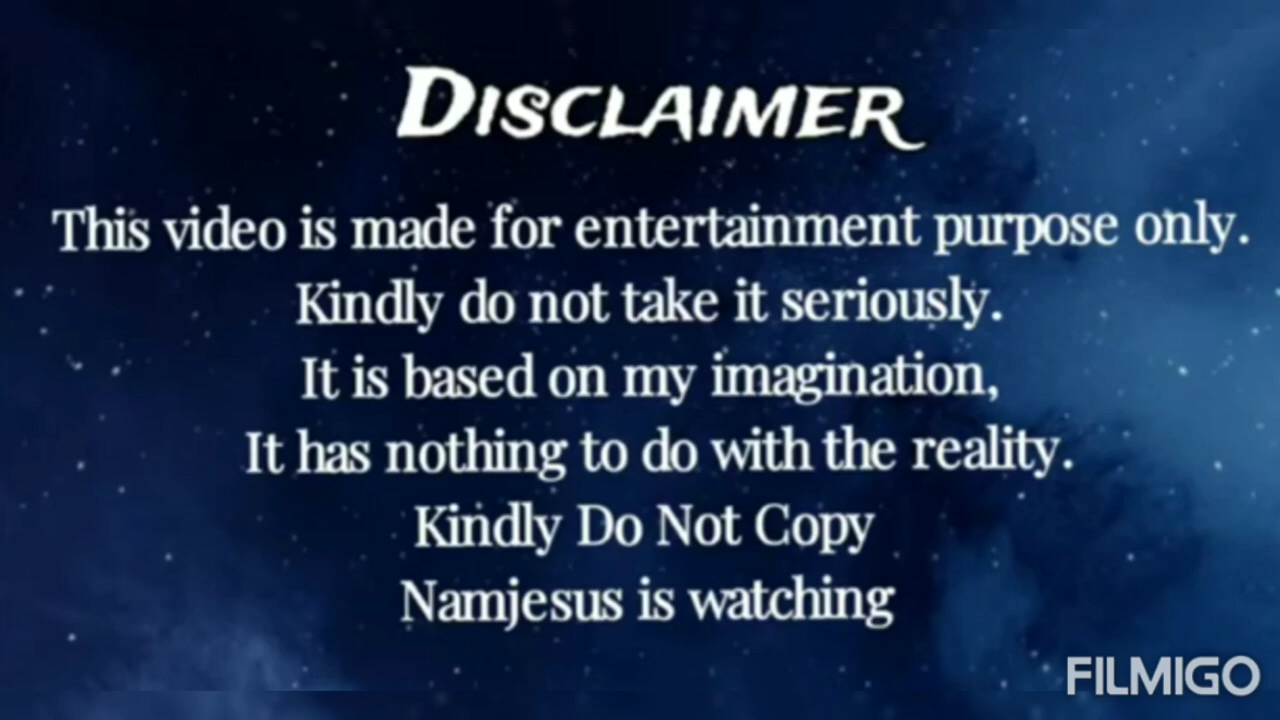 DISCLAIMER
This video is made for entertainment purpose only.
Kindly do not take it seriously.
It is based on my imagination,
It has nothing to do with the reality.
Kindly Do Not Copy
Namjesus is watching
FILMIGO